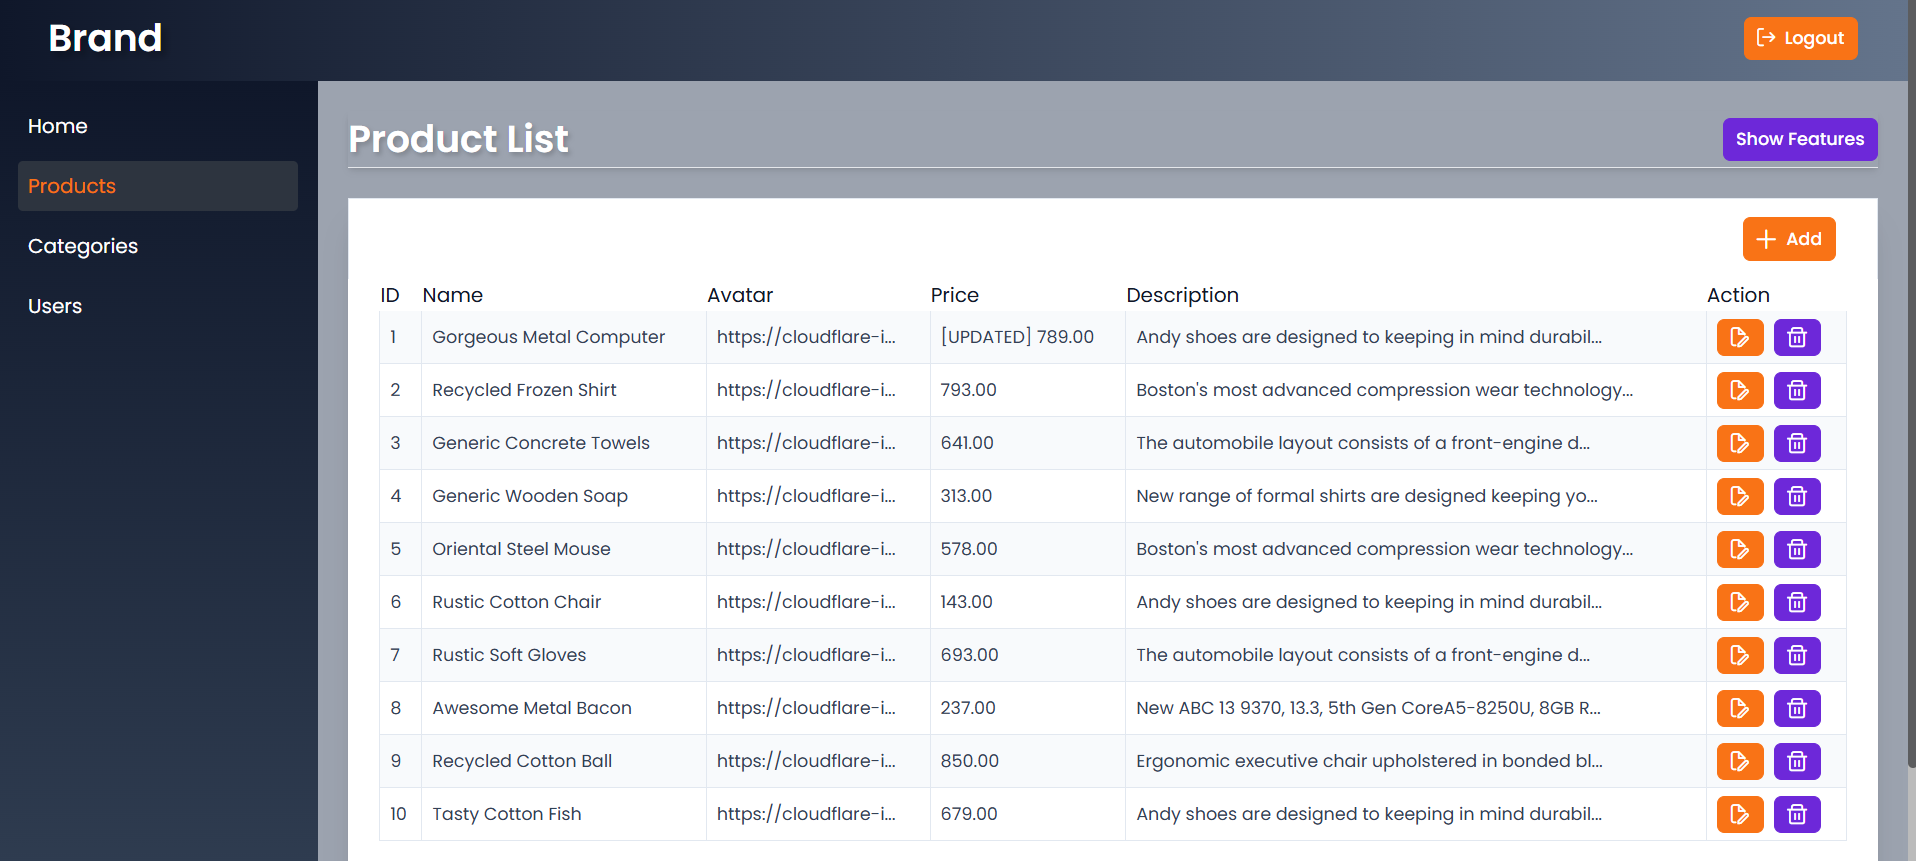 Brand
Logout
Home
Products
Categories
Users
Product List
Show Features
Add
ID Name Avatar Price Description Action
1 Gorgeous Metal Computer https://cloudflare-i... [UPDATED] 789.00 Andy shoes are designed to keeping in mind durabil...
2 Recycled Frozen Shirt https://cloudflare-i... 793.00 Boston's most advanced compression wear technology...
3 Generic Concrete Towels https://cloudflare-i... 641.00 The automobile layout consists of a front-engine d...
4 Generic Wooden Soap https://cloudflare-i... 313.00 New range of formal shirts are designed keeping yo...
5 Oriental Steel Mouse https://cloudflare-i... 578.00 Boston's most advanced compression wear technology...
6 Rustic Cotton Chair https://cloudflare-i... 143.00 Andy shoes are designed to keeping in mind durabil...
7 Rustic Soft Gloves https://cloudflare-i... 693.00 The automobile layout consists of a front-engine d...
8 Awesome Metal Bacon https://cloudflare-i... 237.00 New ABC 13 9370, 13.3, 5th Gen CoreA5-8250U, 8GB R...
9 Recycled Cotton Ball https://cloudflare-i... 850.00 Ergonomic executive chair upholstered in bonded bl...
10 Tasty Cotton Fish https://cloudflare-i... 679.00 Andy shoes are designed to keeping in mind durabil...